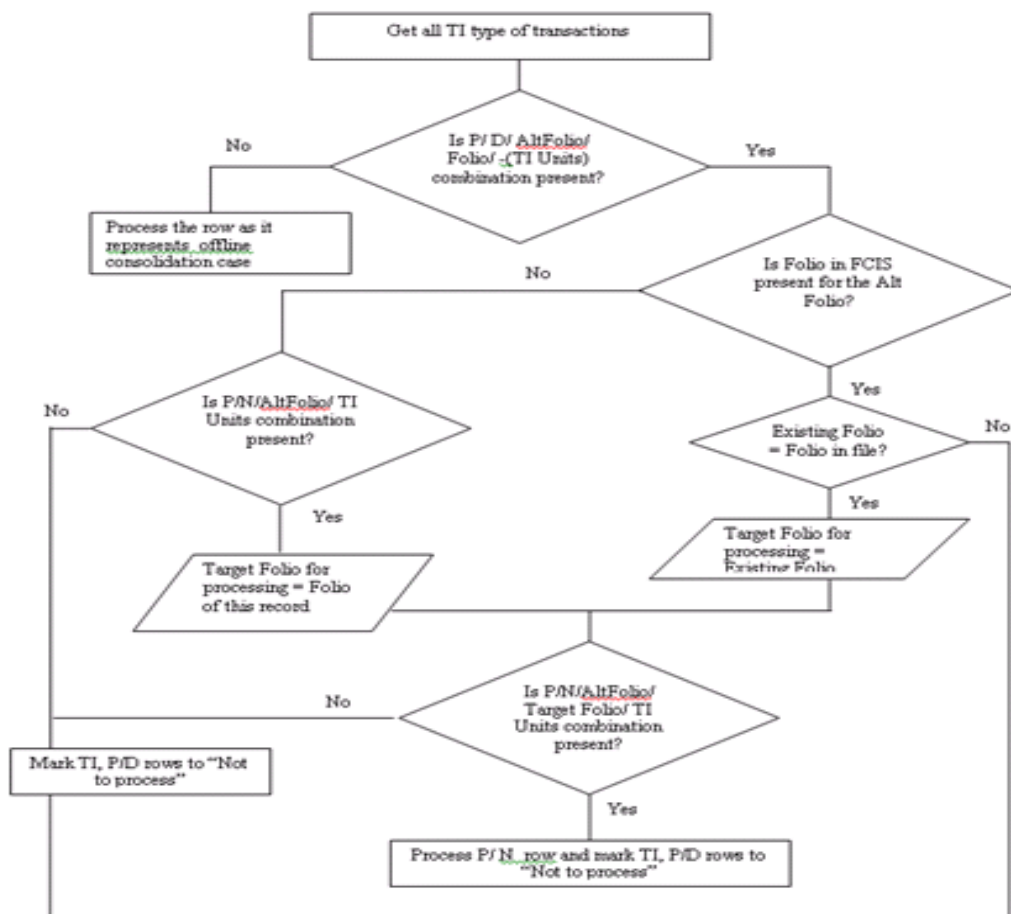 Get all TI type of transactions
Is P/ D/ AltFolio/
Folio/ -(TI Units)
combination present?
No
Yes
Process the row as it
represents offline
consolidation case
Is Folio in FCIS
present for the Alt
Folio?
No
Yes
Is P/N/AltFolio/ TI
Units combination
present?
No
Yes
Existing Folio
= Folio in file?
No
Yes
Target Folio for
processing =
Existing Folio
Target Folio for
processing = Folio
of this record
Is P/N/AltFolio/
Target Folio/ TI
Units combination
present?
No
Yes
Mark TI, P/D rows to “Not
to process”
Process P/ N row and mark TI, P/D rows to
“Not to process”